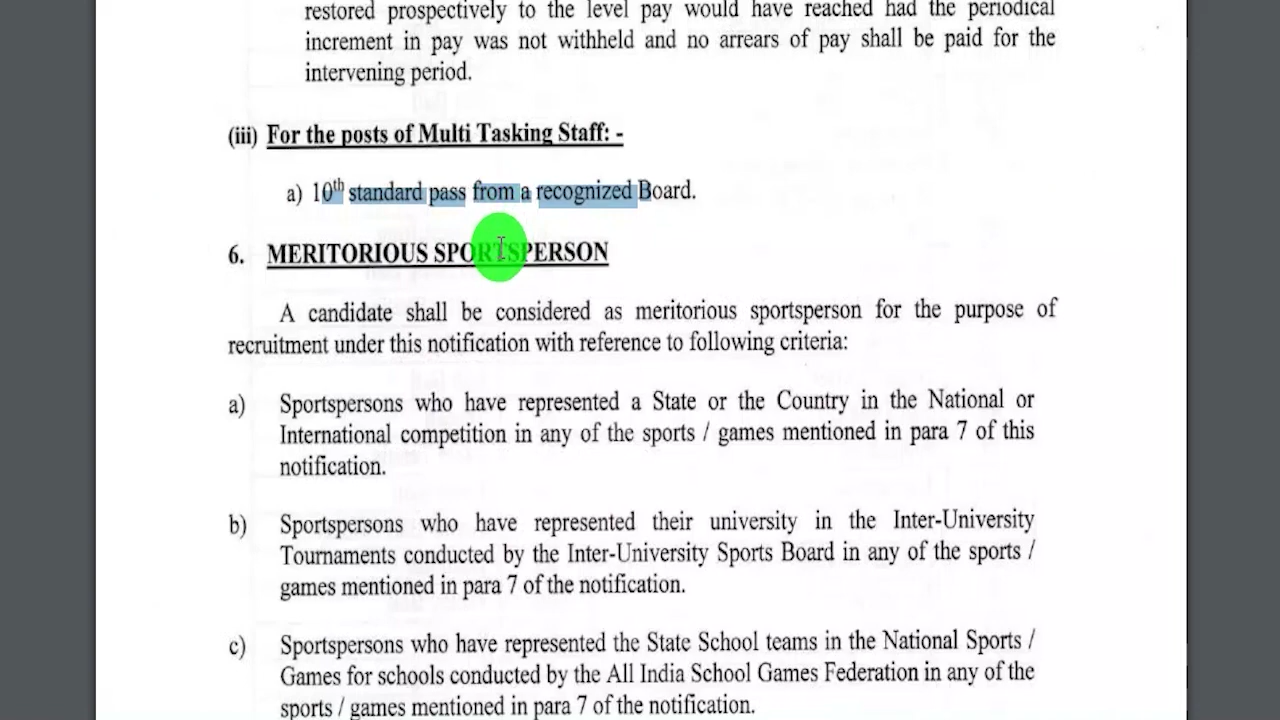 restored prospectively to the level pay would have reached had the periodical
increment in pay was not withheld and no arrears of pay shall be paid for the
intervening period.
(iii) For the posts of Multi Tasking Staff: -
a) 10th standard pass from a recognized Board.
6. MERITORIOUS SPORTSPERSON
A candidate shall be considered as meritorious sportsperson for the purpose of
recruitment under this notification with reference to following criteria:
a) Sportspersons who have represented a State or the Country in the National or
International competition in any of the sports / games mentioned in para 7 of this
notification.
b) Sportspersons who have represented their university in the Inter-University
Tournaments conducted by the Inter-University Sports Board in any of the sports /
games mentioned in para 7 of the notification.
c) Sportspersons who have represented the State School teams in the National Sports /
Games for schools conducted by the All India School Games Federation in any of the
sports / games mentioned in para 7 of the notification.